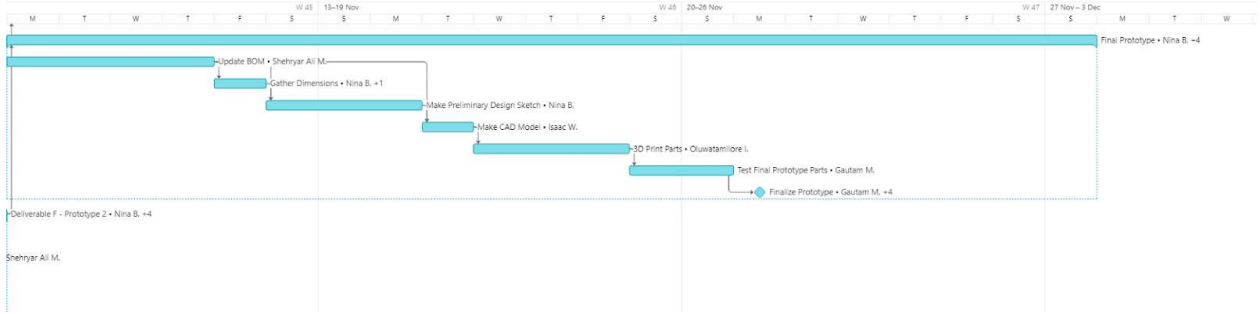 W 45 13–19 Nov W 46 20–26 Nov W 47 27 Nov – 3 Dec
M T W T F S S M T W T F S S M T W T F S S M T W
Final Prototype • Nina B. +4
Update BOM • Shehryar Ali M.
Gather Dimensions • Nina B. +1
Make Preliminary Design Sketch • Nina B.
Make CAD Model • Isaac W.
3D Print Parts • Oluwatamilore I.
Test Final Prototype Parts • Gautam M.
Finalize Prototype • Gautam M. +4
Deliverable F - Prototype 2 • Nina B. +4
Shehryar Ali M.